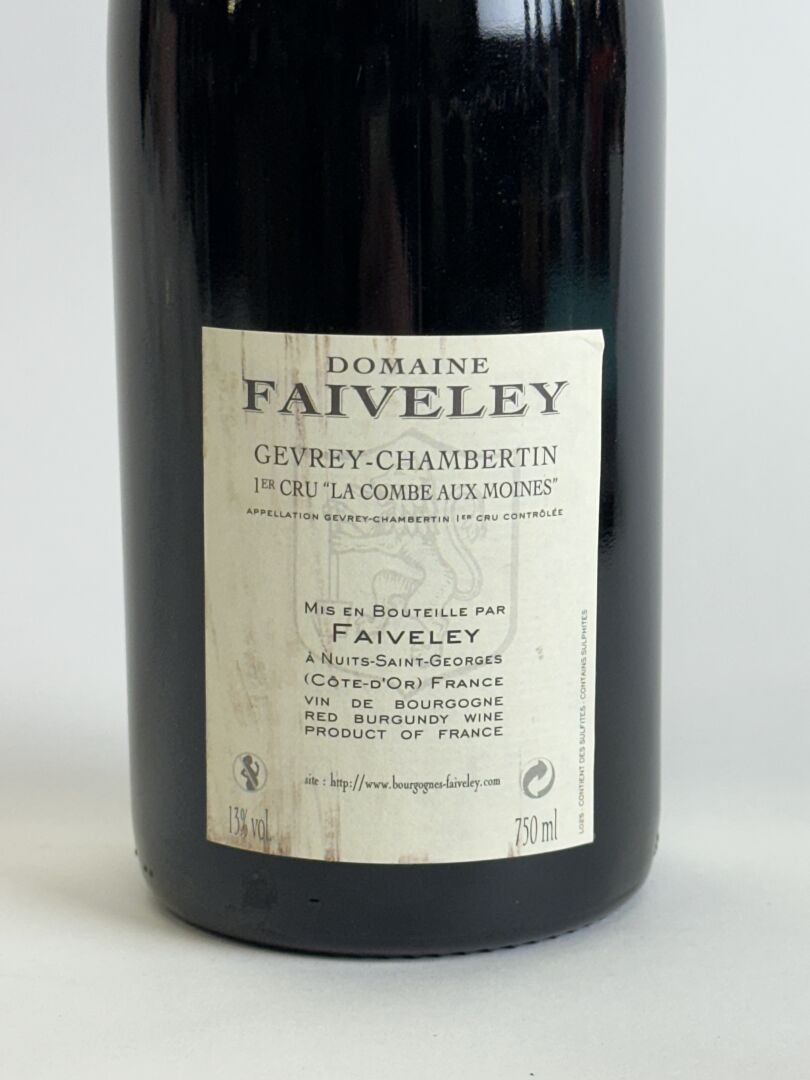 DOMAINE
FAIVELEY
GEVREY-CHAMBERTIN
1ER CRU "LA COMBE AUX MOINES"
APPELLATION GEVREY-CHAMBERTIN 1ER CRU CONTRÔLÉE
MIS EN BOUTEILLE PAR
FAIVELEY
À NUITS-SAINT-GEORGES
(CÔTE-D'OR) FRANCE
VIN DE BOURGOGNE
RED BURGUNDY WINE
PRODUCT OF FRANCE
site : http://www.bourgognes-faiveley.com
13% vol.
750 ml
CONTIENT DES SULFITES - CONTAINS SULPHITES